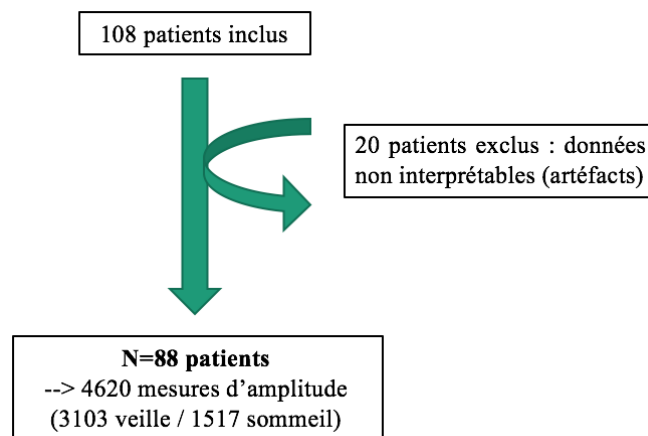 108 patients inclus
20 patients exclus : données
non interprétables (artéfacts)
N=88 patients
--> 4620 mesures d’amplitude
(3103 veille / 1517 sommeil)